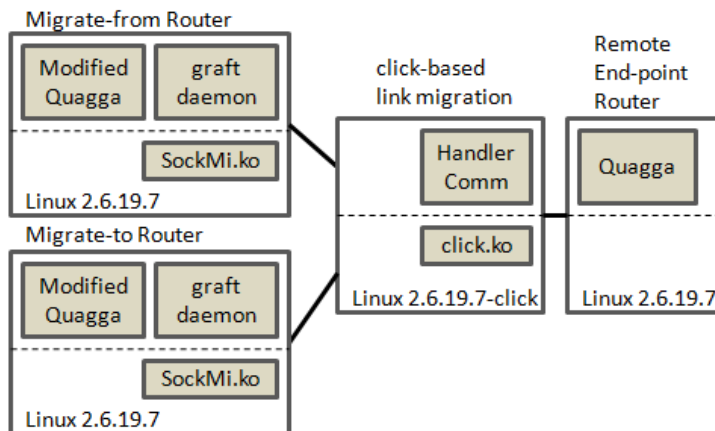 Migrate-from Router
Modified
Quagga
graft
daemon
SockMi.ko
Linux 2.6.19.7
Migrate-to Router
Modified
Quagga
graft
daemon
SockMi.ko
Linux 2.6.19.7
click-based
link migration
Handler
Comm
click.ko
Linux 2.6.19.7-click
Remote
End-point
Router
Quagga
Linux 2.6.19.7